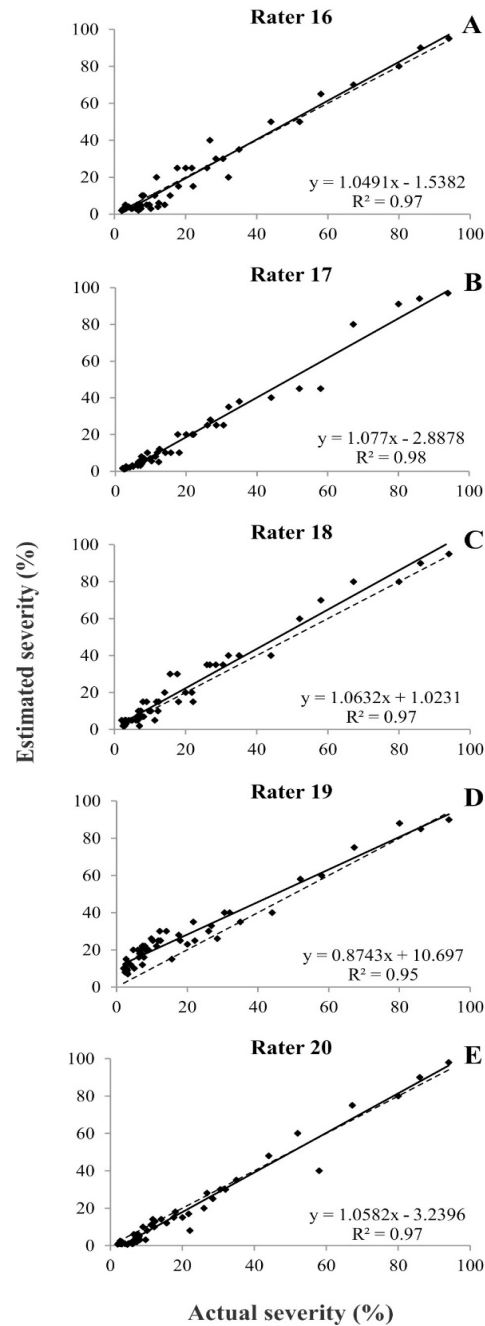 Rater 16
A
100
80
60
40
20
0
y = 1.0491x - 1.5382
R² = 0.97
0 20 40 60 80 100
Rater 17
B
100
80
60
40
20
0
y = 1.077x - 2.8878
R² = 0.98
0 20 40 60 80 100
Rater 18
C
100
80
60
40
20
0
y = 1.0632x + 1.0231
R² = 0.97
0 20 40 60 80 100
Rater 19
D
100
80
60
40
20
0
y = 0.8743x + 10.697
R² = 0.95
0 20 40 60 80 100
Rater 20
E
100
80
60
40
20
0
y = 1.0582x - 3.2396
R² = 0.97
0 20 40 60 80 100
Estimated severity (%)
Actual severity (%)